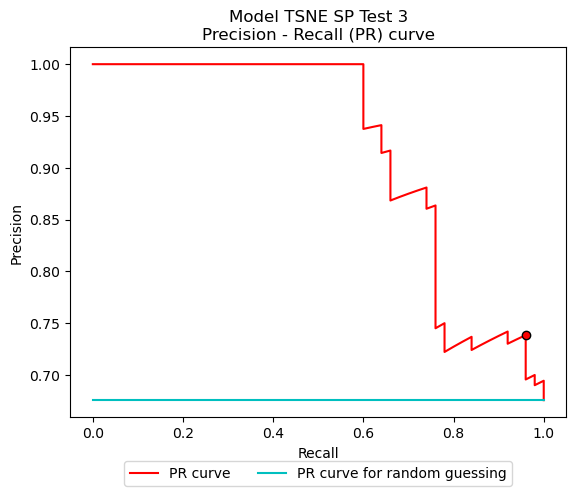 Model TSNE SP Test 3
Precision - Recall (PR) curve
1.00
0.95
0.90
0.85
0.80
0.75
0.70
Precision
0.0 0.2 0.4 0.6 0.8 1.0
Recall
PR curve PR curve for random guessing